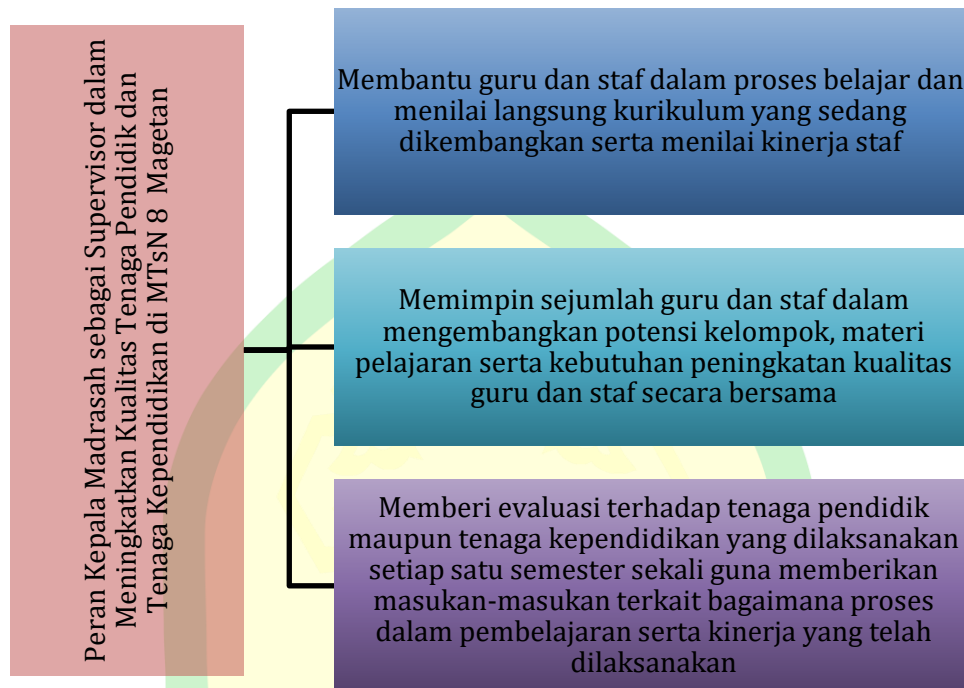 Peran Kepala Madrasah sebagai Supervisor dalam
Meningkatkan Kualitas Tenaga Pendidik dan
Tenaga Kependidikan di MTsN 8 Magetan
Membantu guru dan staf dalam proses belajar dan
menilai langsung kurikulum yang sedang
dikembangkan serta menilai kinerja staf
Memimpin sejumlah guru dan staf dalam
mengembangkan potensi kelompok, materi
pelajaran serta kebutuhan peningkatan kualitas
guru dan staf secara bersama
Memberi evaluasi terhadap tenaga pendidik
maupun tenaga kependidikan yang dilaksanakan
setiap satu semester sekali guna memberikan
masukan-masukan terkait bagaimana proses
dalam pembelajaran serta kinerja yang telah
dilaksanakan